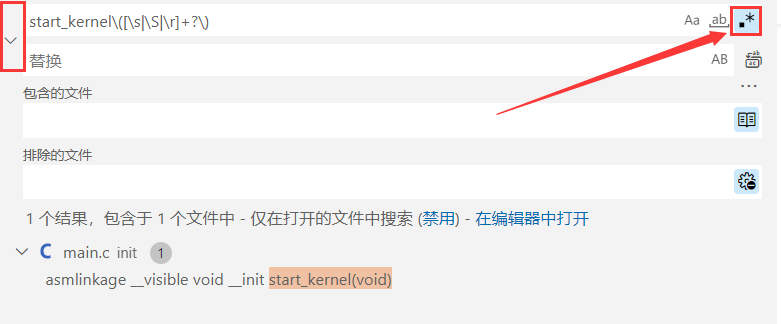 start_kernel\([\s|\S|\r]+?\)
Aa ab .*
替换
AB
...
包含的文件
排除的文件
1 个结果，包含于 1 个文件中 - 仅在打开的文件中搜索 (禁用) - 在编辑器中打开
C main.c init 1
asmlinkage __visible void __init start_kernel(void)